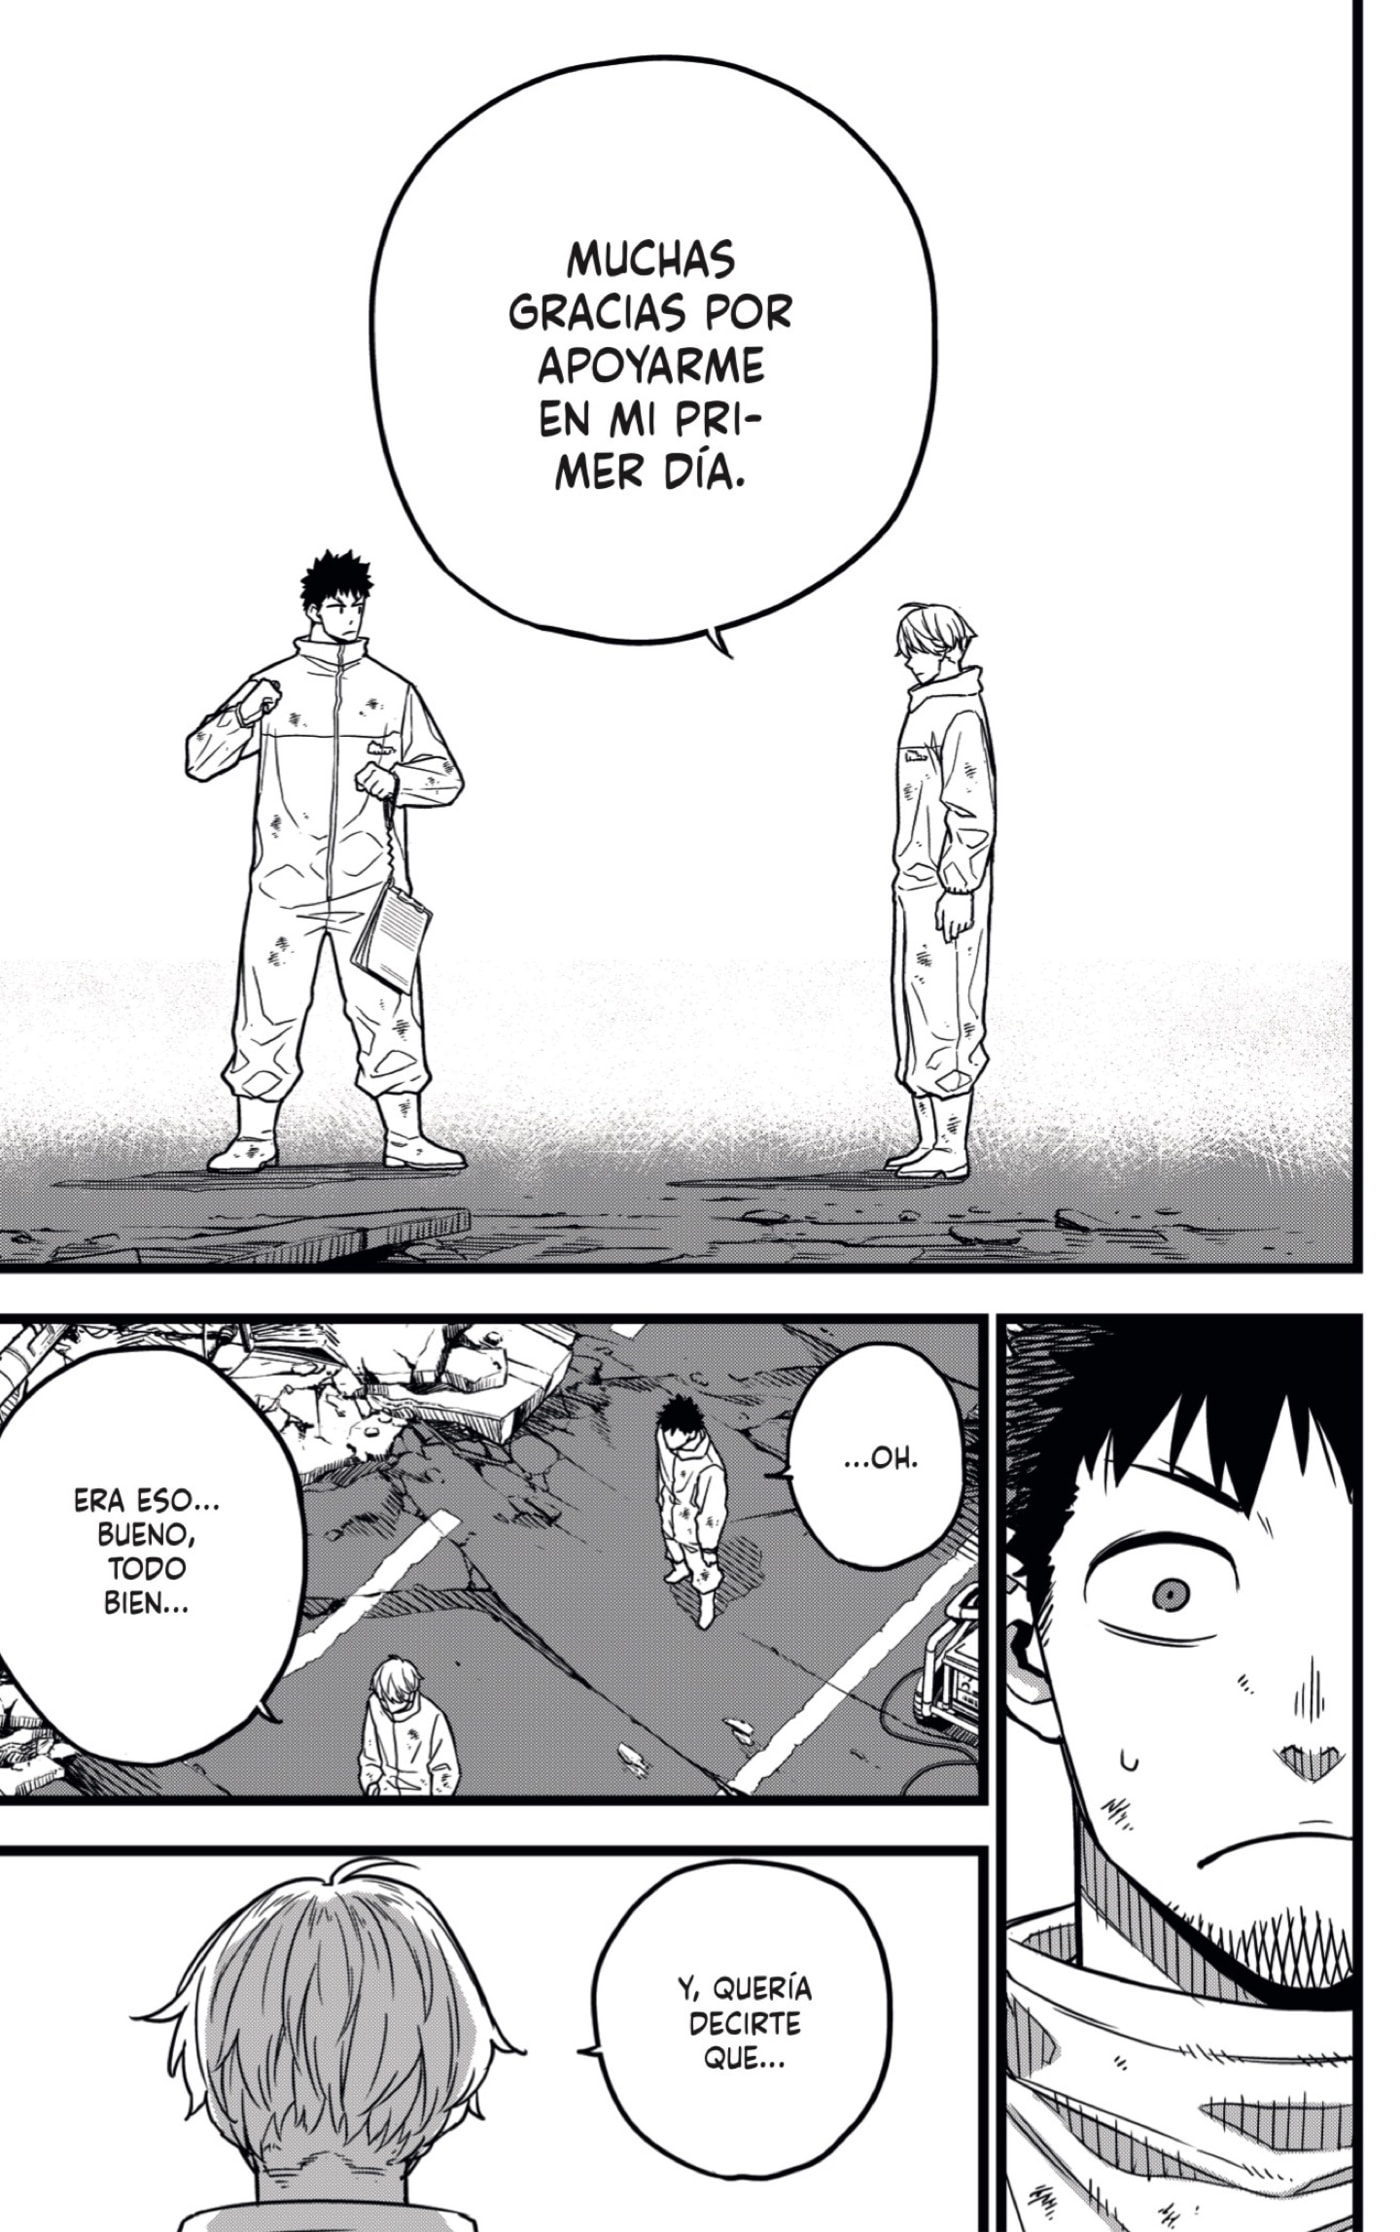 MUCHAS
GRACIAS POR
APOYARME
EN MI PRI-
MER DÍA.
...OH.
ERA ESO...
BUENO,
TODO
BIEN...
Y, QUERÍA
DECIRTE
QUE...